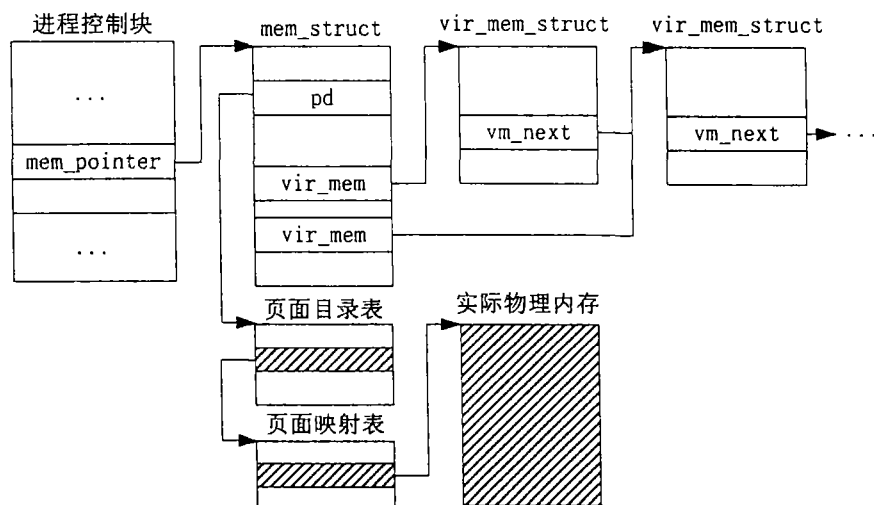 进程控制块
...
mem_pointer
...
mem_struct
pd
vir_mem
vir_mem
vir_mem_struct
vm_next
vir_mem_struct
vm_next
...
页面目录表
页面映射表
实际物理内存